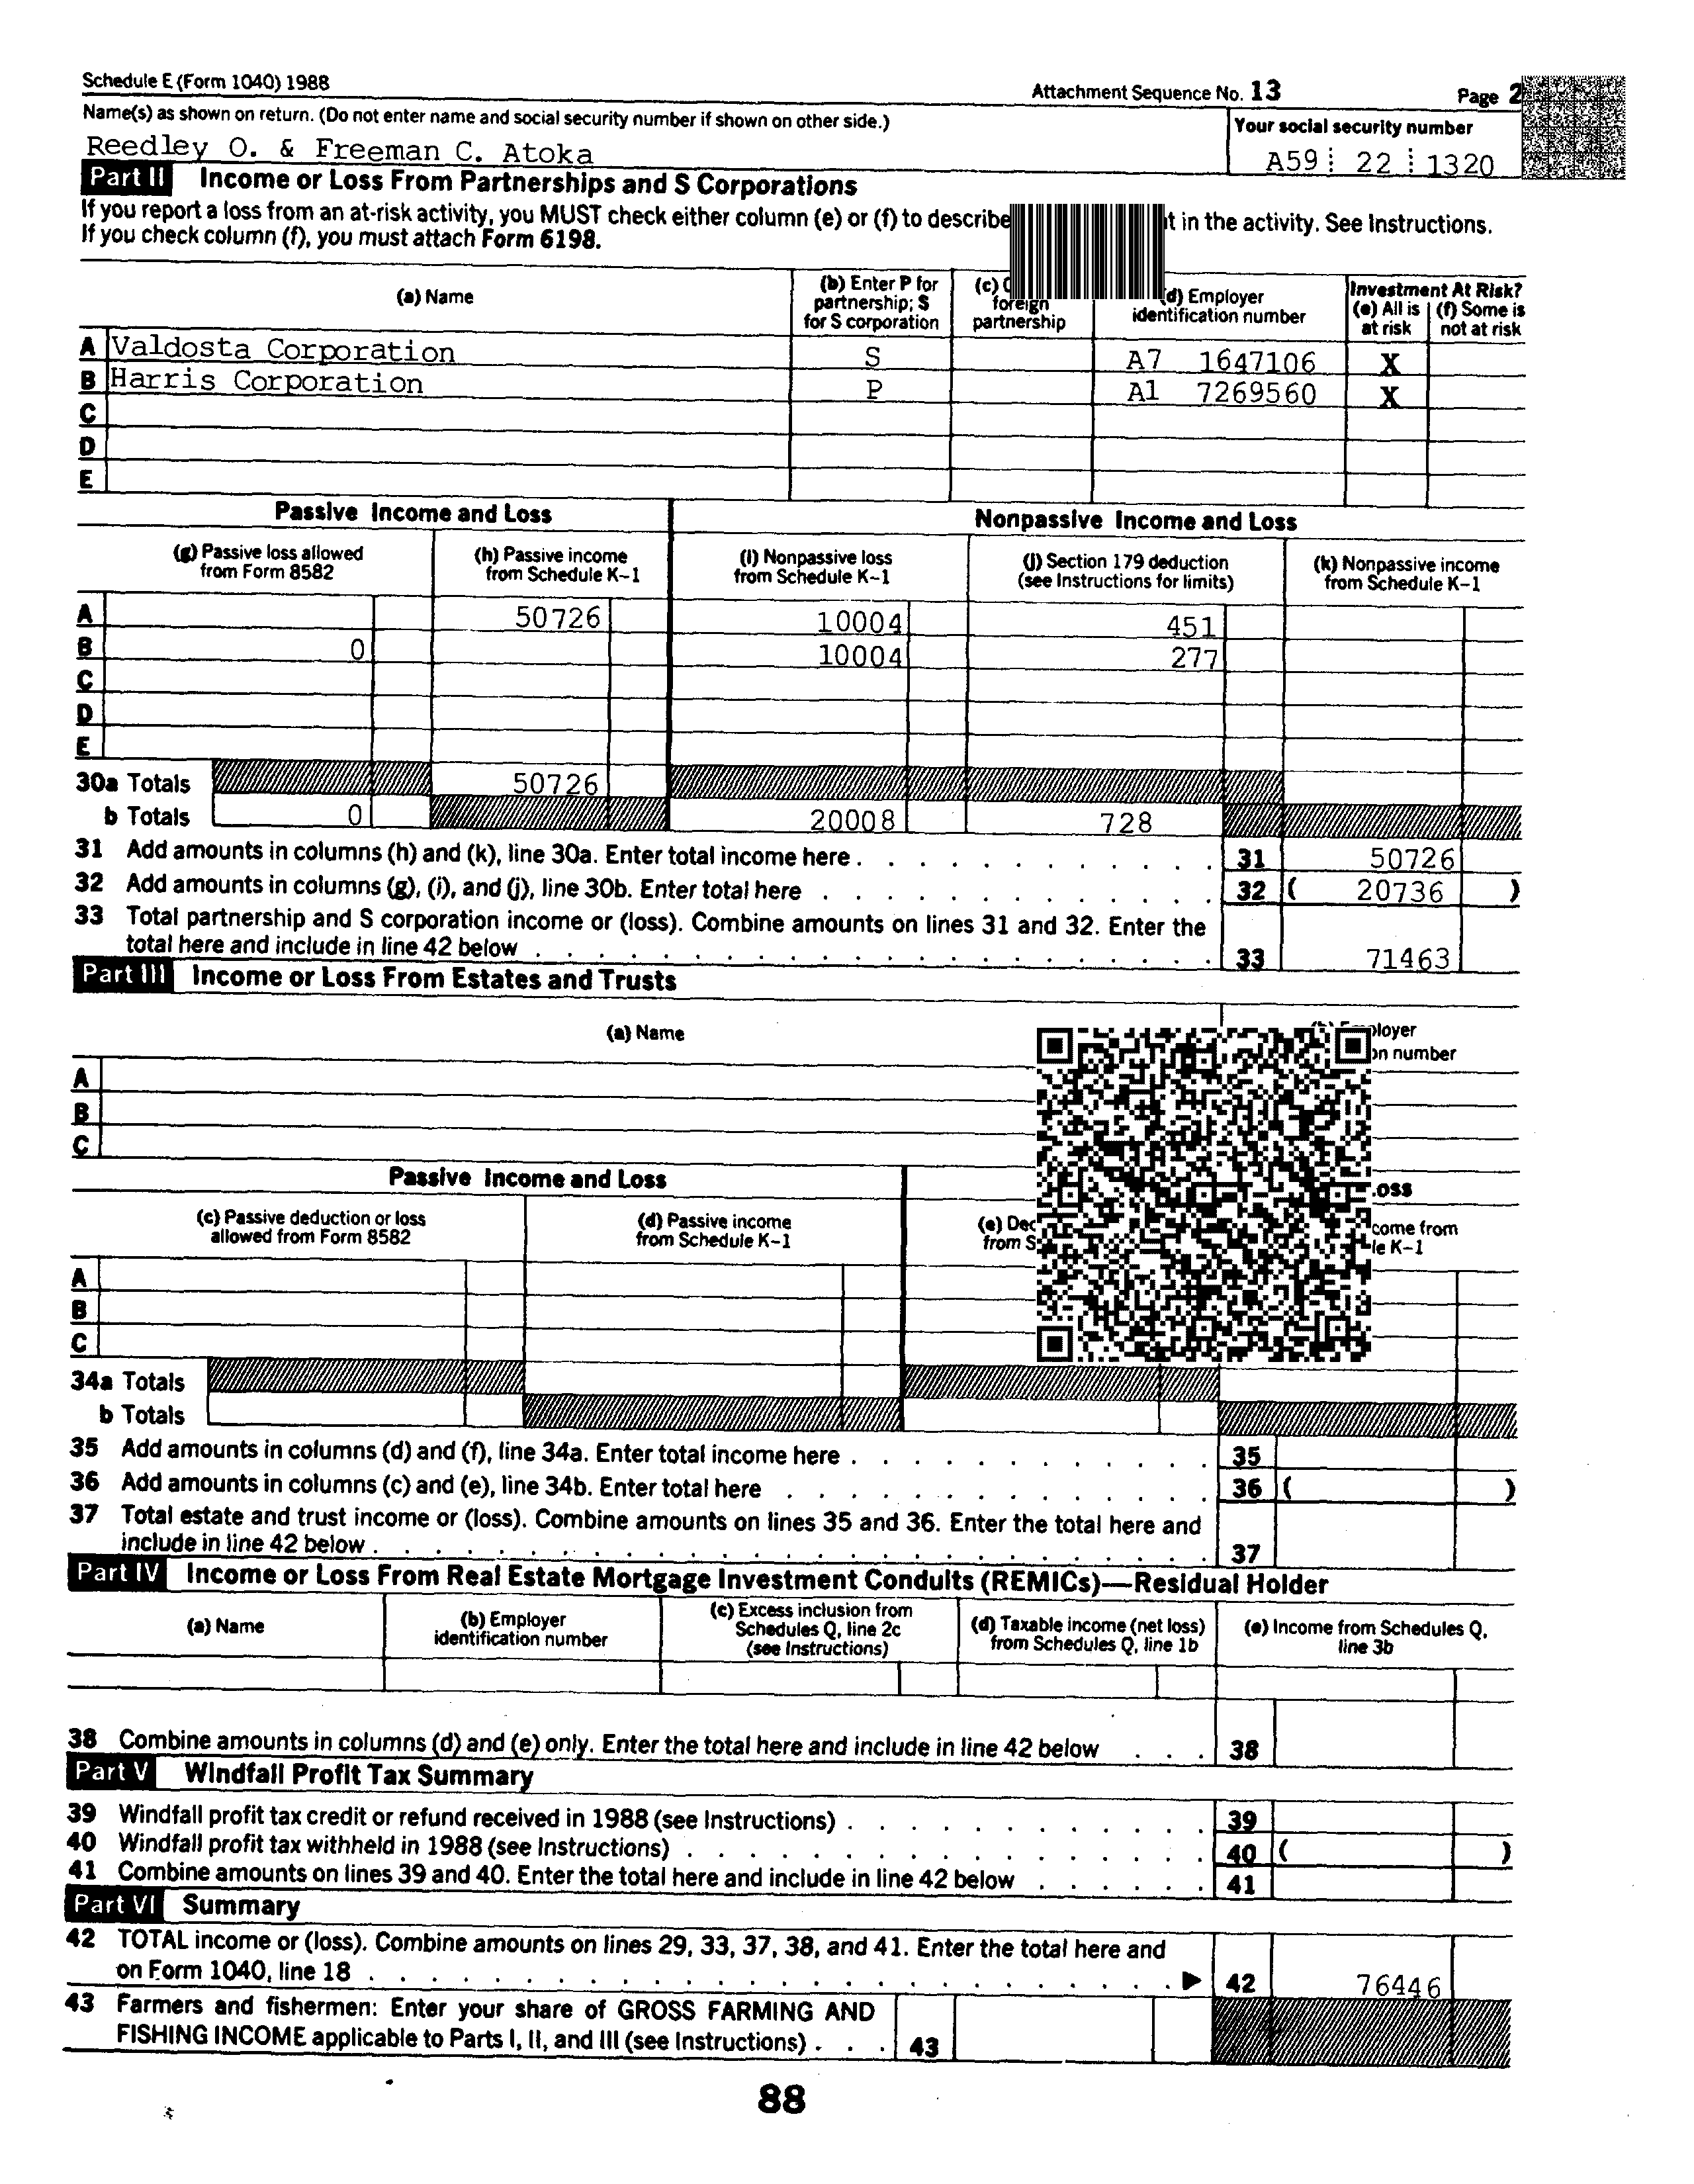 Schedule E (Form 1040) 1988 Attachment Sequence No. 13 Page 2
Name(s) as shown on return. (Do not enter name and social security number if shown on other side.) Your social security number
Reedley O. & Freeman C. Atoka A59 22 1320
Part II Income or Loss From Partnerships and S Corporations
If you report a loss from an at-risk activity, you MUST check either column (e) or (f) to describe t in the activity. See Instructions.
If you check column (f), you must attach Form 6198.
(a) Name (b) Enter P for partnership; S for S corporation (c) foreign partnership (d) Employer identification number Investment At Risk? (e) All is at risk (f) Some is not at risk
A Valdosta Corporation S A7 1647106 X
B Harris Corporation P A1 7269560 X
C
D
E
Passive Income and Loss Nonpassive Income and Loss
(g) Passive loss allowed from Form 8582 (h) Passive income from Schedule K-1 (i) Nonpassive loss from Schedule K-1 (j) Section 179 deduction (see Instructions for limits) (k) Nonpassive income from Schedule K-1
A 50726 10004 451
B 0 10004 277
C
D
E
30a Totals 50726
b Totals 0 20008 728
31 Add amounts in columns (h) and (k), line 30a. Enter total income here . . . . . . . . . . . . 31 50726
32 Add amounts in columns (g), (i), and (j), line 30b. Enter total here . . . . . . . . . . . . . 32 ( 20736 )
33 Total partnership and S corporation income or (loss). Combine amounts on lines 31 and 32. Enter the
total here and include in line 42 below . . . . . . . . . . . . . . . . . . . . . . 33 71463
Part III Income or Loss From Estates and Trusts
(a) Name ployer
on number
A
B
C
Passive Income and Loss oss
(c) Passive deduction or loss allowed from Form 8582 (d) Passive income from Schedule K-1 (e) Dec from S come from le K-1
A
B
C
34a Totals
b Totals
35 Add amounts in columns (d) and (f), line 34a. Enter total income here . . . . . . . . . . . . 35
36 Add amounts in columns (c) and (e), line 34b. Enter total here . . . . . . . . . . . . . . 36 ( )
37 Total estate and trust income or (loss). Combine amounts on lines 35 and 36. Enter the total here and
include in line 42 below . . . . . . . . . . . . . . . . . . . . . . . . . . 37
Part IV Income or Loss From Real Estate Mortgage Investment Conduits (REMICs)—Residual Holder
(a) Name (b) Employer identification number (c) Excess inclusion from Schedules Q, line 2c (see Instructions) (d) Taxable income (net loss) from Schedules Q, line 1b (e) Income from Schedules Q, line 3b
38 Combine amounts in columns (d) and (e) only. Enter the total here and include in line 42 below . . . 38
Part V Windfall Profit Tax Summary
39 Windfall profit tax credit or refund received in 1988 (see Instructions) . . . . . . . . . . . . 39
40 Windfall profit tax withheld in 1988 (see Instructions) . . . . . . . . . . . . . . . . . 40 ( )
41 Combine amounts on lines 39 and 40. Enter the total here and include in line 42 below . . . . . . 41
Part VI Summary
42 TOTAL income or (loss). Combine amounts on lines 29, 33, 37, 38, and 41. Enter the total here and
on Form 1040, line 18 . . . . . . . . . . . . . . . . . . . . . . . . . . ▶ 42 76446
43 Farmers and fishermen: Enter your share of GROSS FARMING AND
FISHING INCOME applicable to Parts I, II, and III (see Instructions) . . . 43
88